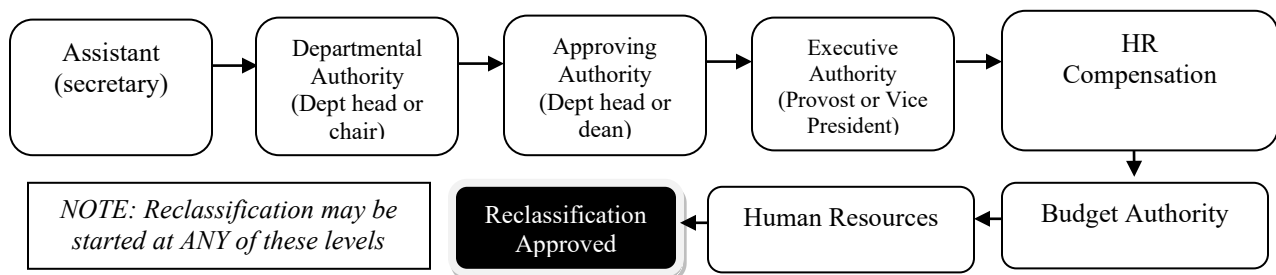 Assistant
(secretary)
Departmental
Authority
(Dept head or
chair)
Approving
Authority
(Dept head or
dean)
Executive
Authority
(Provost or Vice
President)
HR
Compensation
NOTE: Reclassification may be
started at ANY of these levels
Reclassification
Approved
Human Resources
Budget Authority